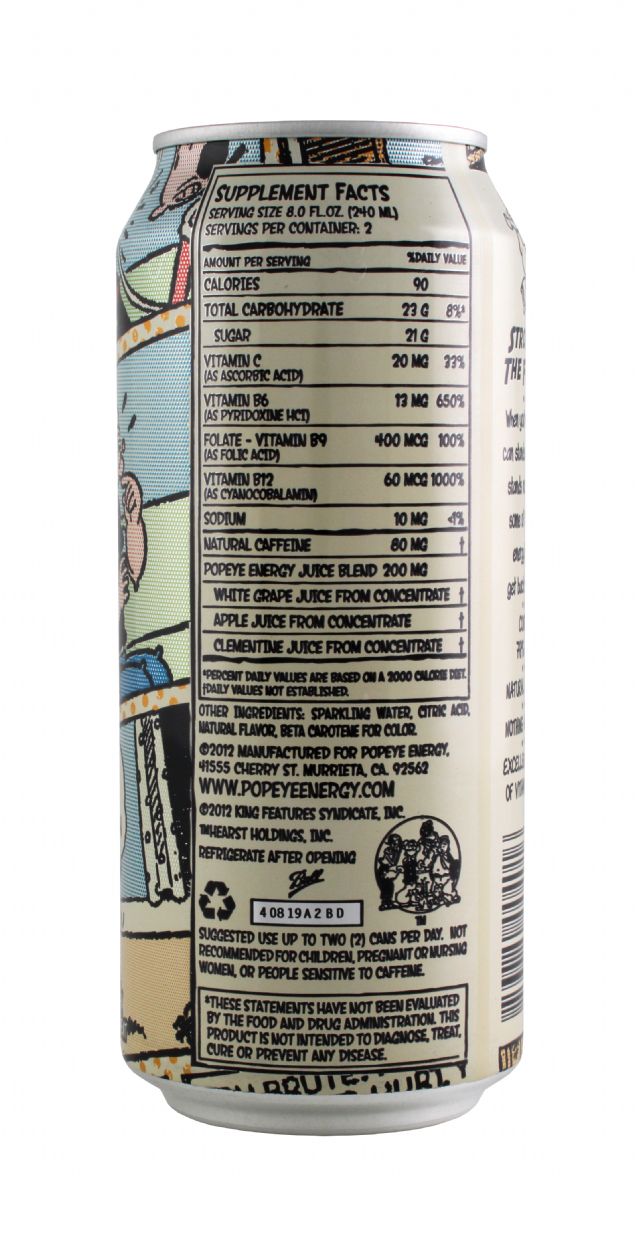 SUPPLEMENT FACTS
SERVING SIZE 8.0 FL.OZ. (240 ML)
SERVINGS PER CONTAINER: 2
AMOUNT PER SERVING %DAILY VALUE
CALORIES 90
TOTAL CARBOHYDRATE 23 G 8%*
SUGAR 21 G
VITAMIN C 20 MG 33%
(AS ASCORBIC ACID)
VITAMIN B6 13 MG 650%
(AS PYRIDOXINE HCI)
FOLATE - VITAMIN B9 400 MCG 100%
(AS FOLIC ACID)
VITAMIN B12 60 MCG 1000%
(AS CYANOCOBALAMIN)
SODIUM 10 MG <1%
NATURAL CAFFEINE 80 MG †
POPEYE ENERGY JUICE BLEND 200 MG
WHITE GRAPE JUICE FROM CONCENTRATE †
APPLE JUICE FROM CONCENTRATE †
CLEMENTINE JUICE FROM CONCENTRATE †
*PERCENT DAILY VALUES ARE BASED ON A 2000 CALORIE DIET.
†DAILY VALUES NOT ESTABLISHED.
OTHER INGREDIENTS: SPARKLING WATER, CITRIC ACID,
NATURAL FLAVOR, BETA CAROTENE FOR COLOR.
©2012 MANUFACTURED FOR POPEYE ENERGY,
41555 CHERRY ST. MURRIETA, CA. 92562
WWW.POPEYEENERGY.COM
©2012 KING FEATURES SYNDICATE, INC.
™HEARST HOLDINGS, INC.
REFRIGERATE AFTER OPENING
Ball
40819A2BD
TM
SUGGESTED USE UP TO TWO (2) CANS PER DAY. NOT
RECOMMENDED FOR CHILDREN, PREGNANT OR NURSING
WOMEN, OR PEOPLE SENSITIVE TO CAFFEINE.
*THESE STATEMENTS HAVE NOT BEEN EVALUATED
BY THE FOOD AND DRUG ADMINISTRATION. THIS
PRODUCT IS NOT INTENDED TO DIAGNOSE, TREAT,
CURE OR PREVENT ANY DISEASE.
THE
When
can
get
OF